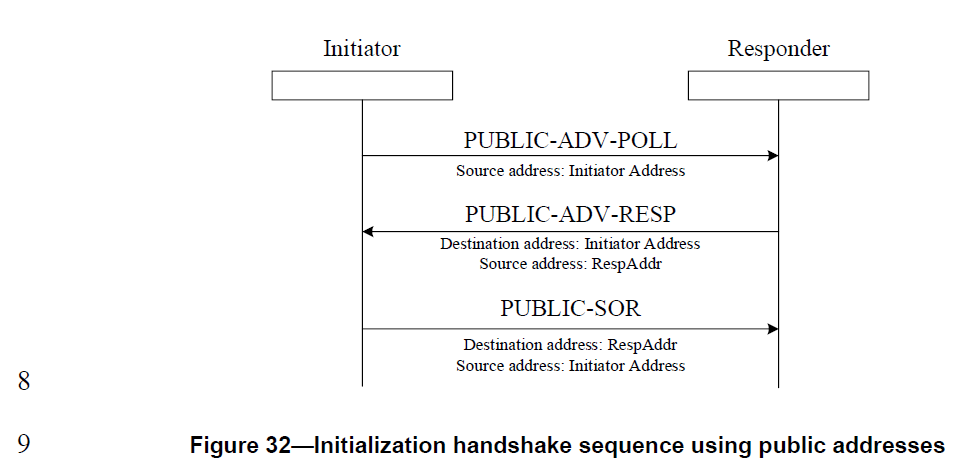 Initiator Responder
PUBLIC-ADV-POLL
Source address: Initiator Address
PUBLIC-ADV-RESP
Destination address: Initiator Address
Source address: RespAddr
PUBLIC-SOR
Destination address: RespAddr
Source address: Initiator Address
8
9 Figure 32—Initialization handshake sequence using public addresses